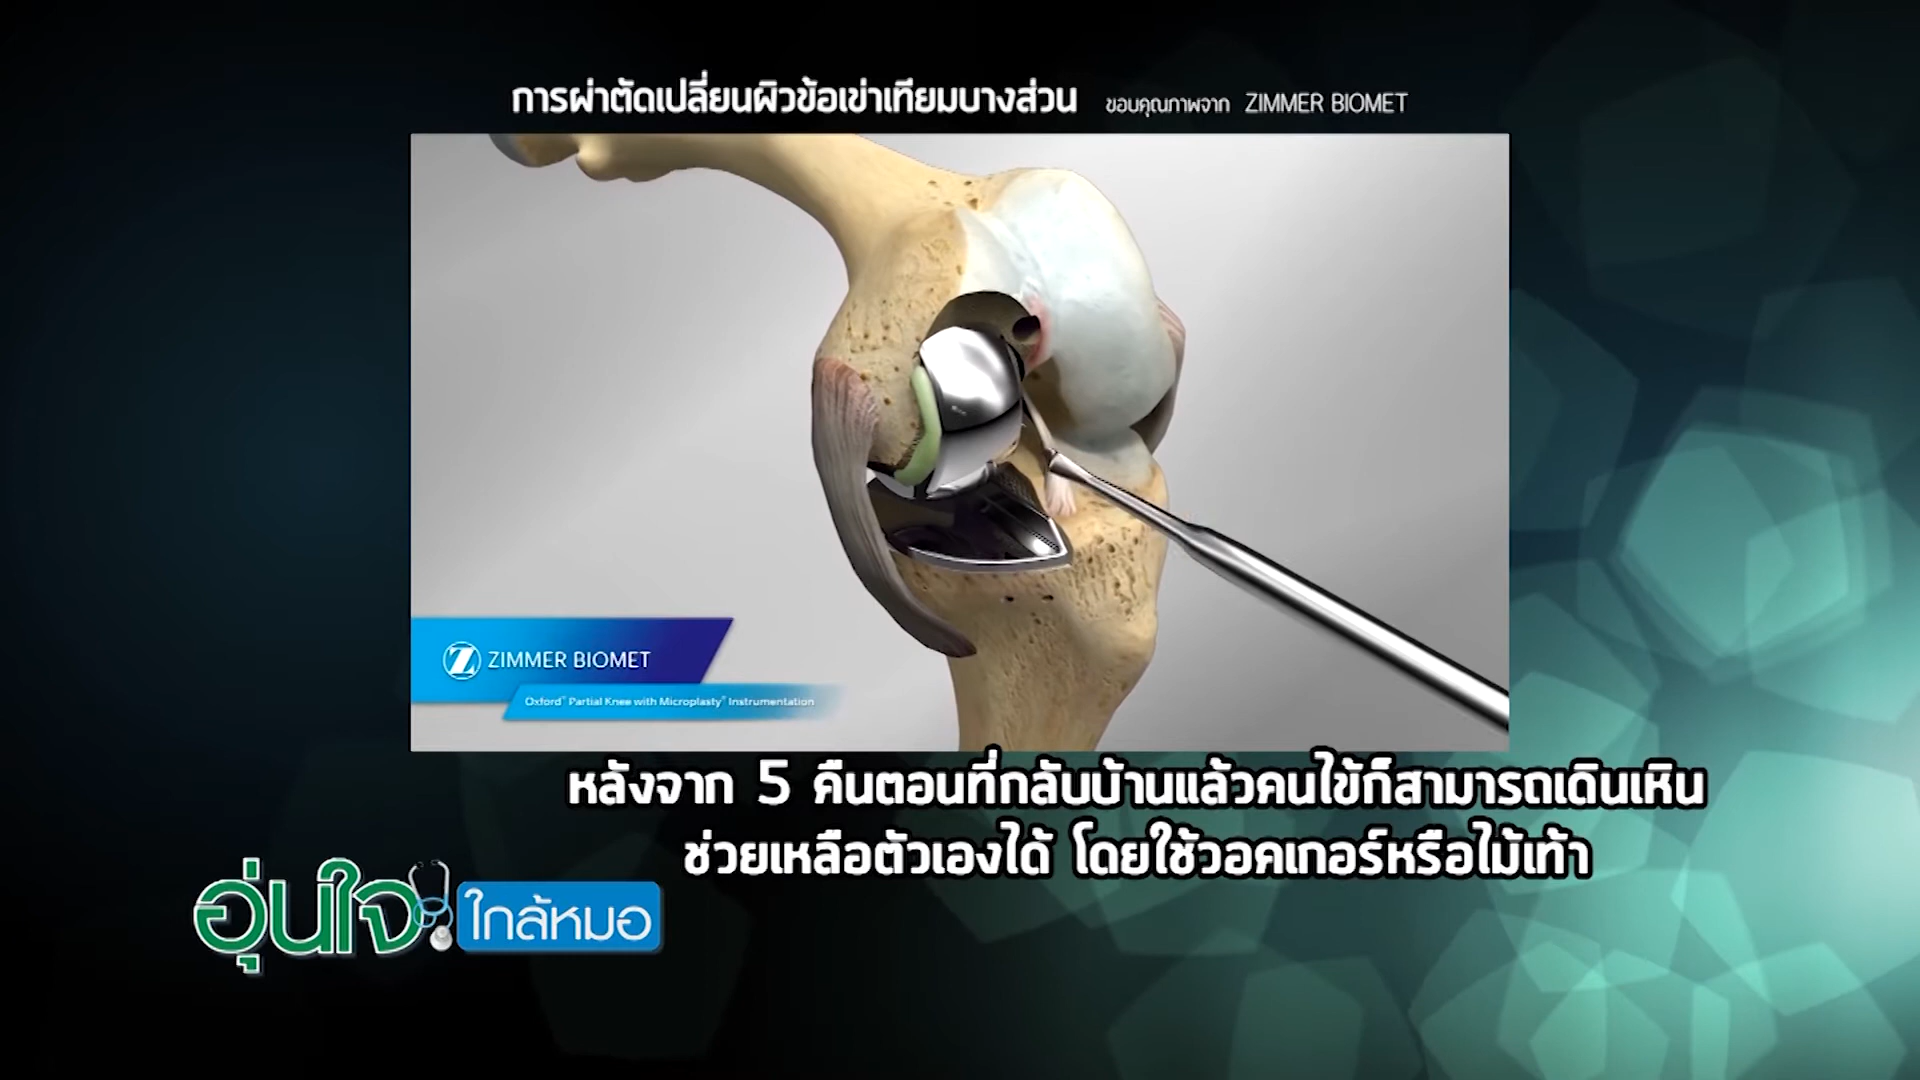 การผ่าตัดเปลี่ยนผิวข้อเข่าเทียมบางส่วน ขอบคุณภาพจาก ZIMMER BIOMET
Z ZIMMER BIOMET
Oxford® Partial Knee with Microplasty® Instrumentation
หลังจาก 5 คืนตอนที่กลับบ้านแล้วคนไข้ก็สามารถเดินเหิน
ช่วยเหลือตัวเองได้ โดยใช้วอคเกอร์หรือไม้เท้า
อุ่นใจ ใกล้หมอ